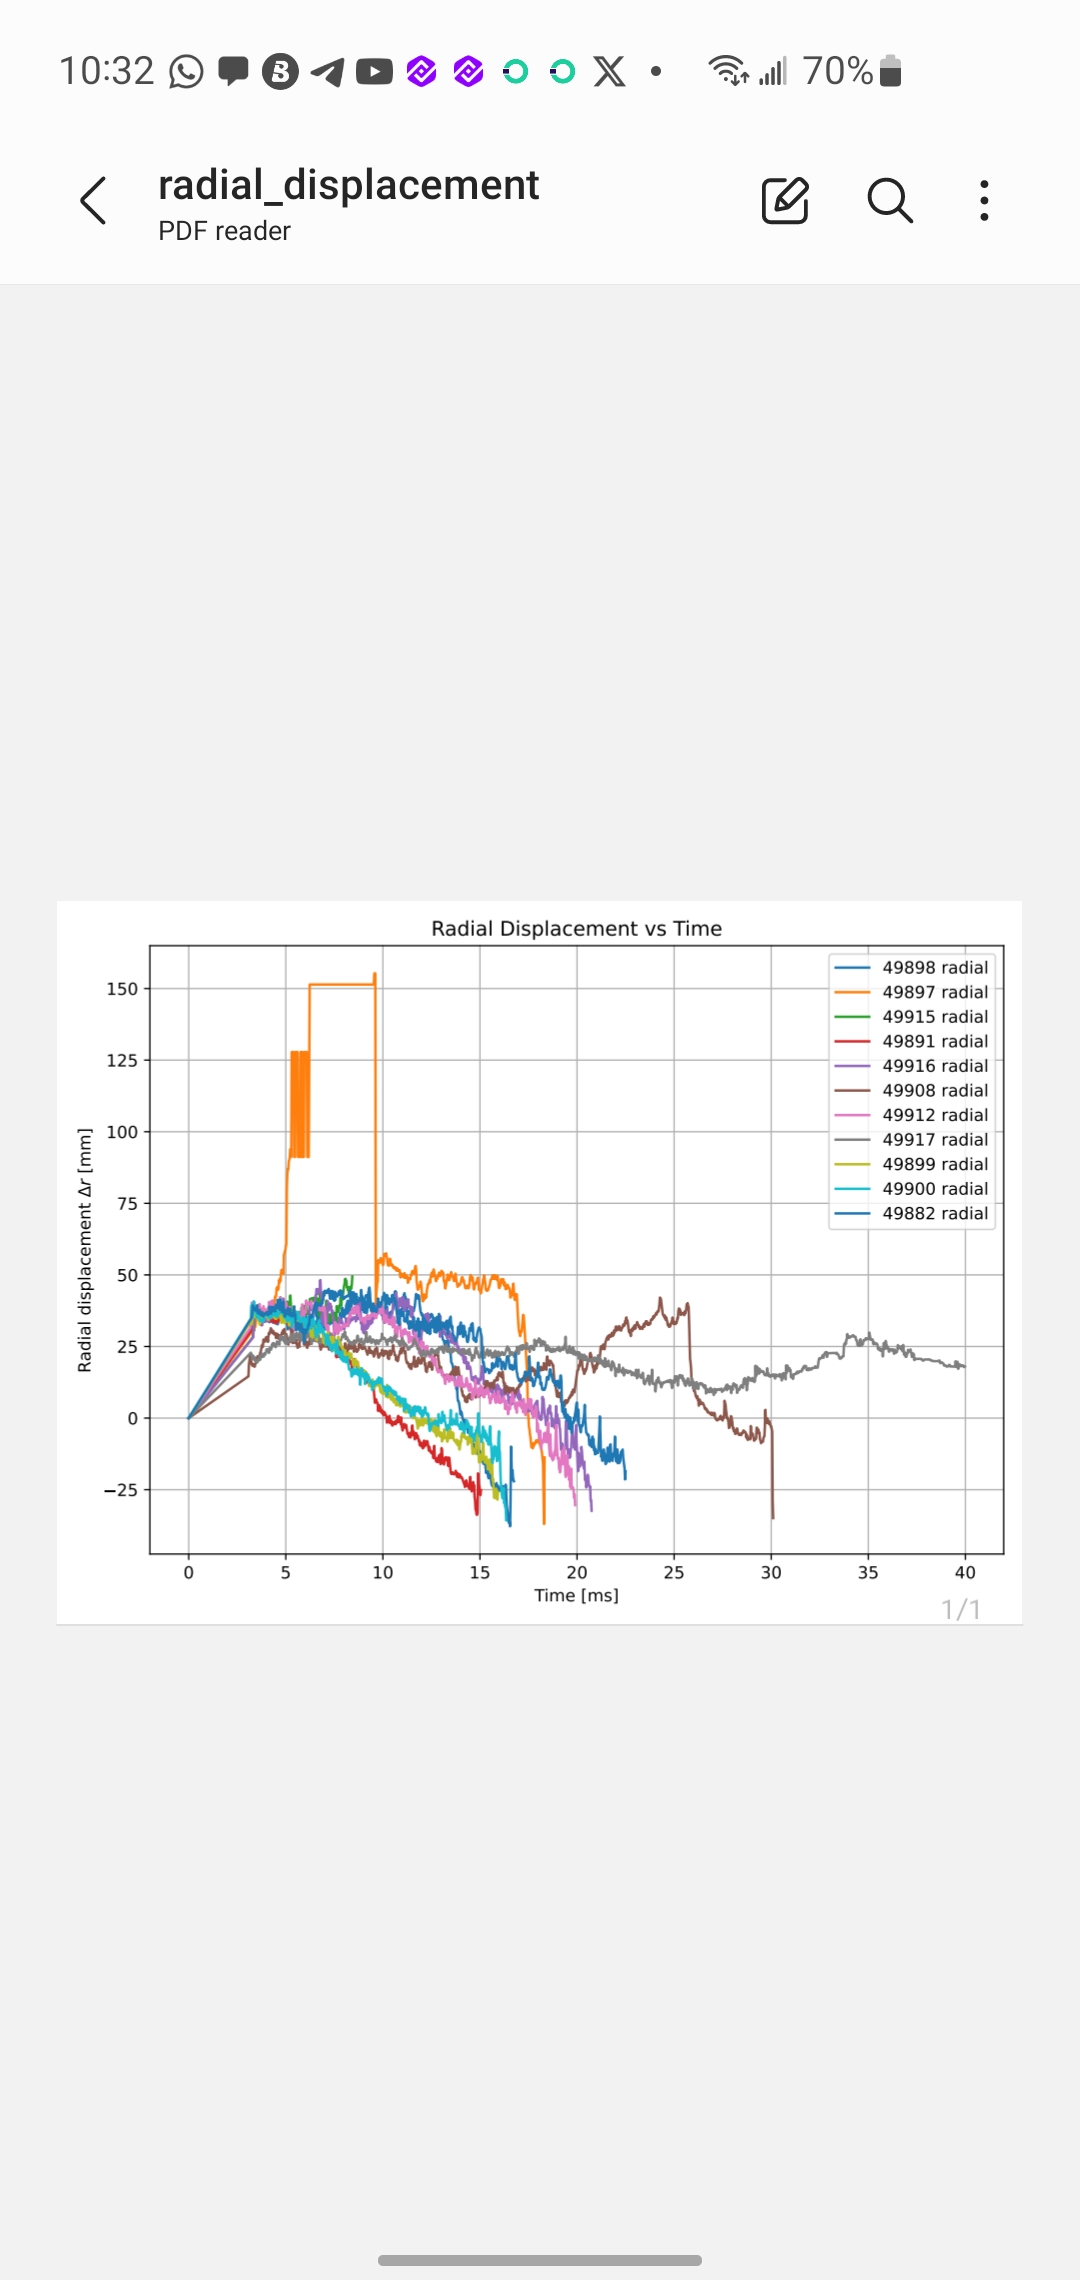 10:32 70%
radial_displacement
PDF reader
Radial Displacement vs Time
Radial displacement Δr [mm]
150
125
100
75
50
25
0
−25
49898 radial
49897 radial
49915 radial
49891 radial
49916 radial
49908 radial
49912 radial
49917 radial
49899 radial
49900 radial
49882 radial
0 5 10 15 20 25 30 35 40
Time [ms]
1/1